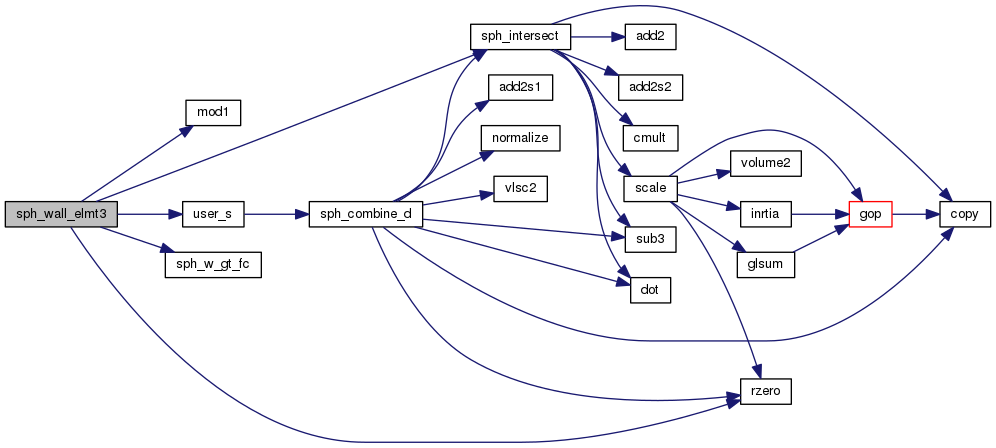 sph_wall_elmt3
mod1
user_s
sph_w_gt_fc
sph_combine_d
sph_intersect
add2s1
normalize
vlsc2
add2
add2s2
cmult
scale
sub3
dot
volume2
inrtia
glsum
rzero
gop
copy